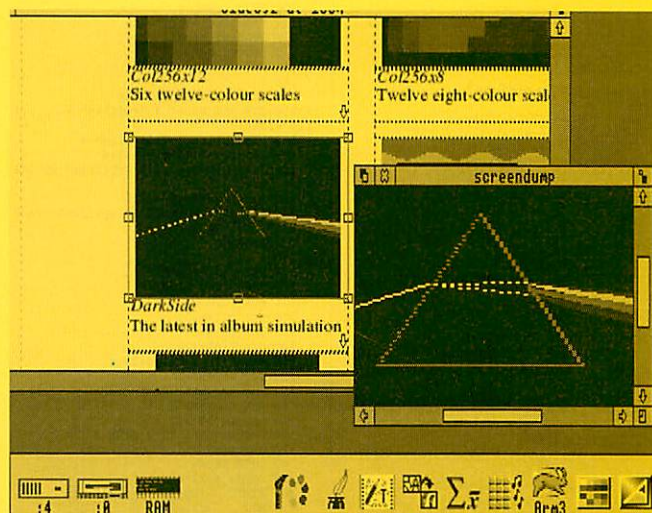 Col256x12
Six twelve-colour scales
Col256x8
Twelve eight-colour scal
screendump
DarkSide
The latest in album simulation
:4
:0
RAM
T
Σx̄
Arm3